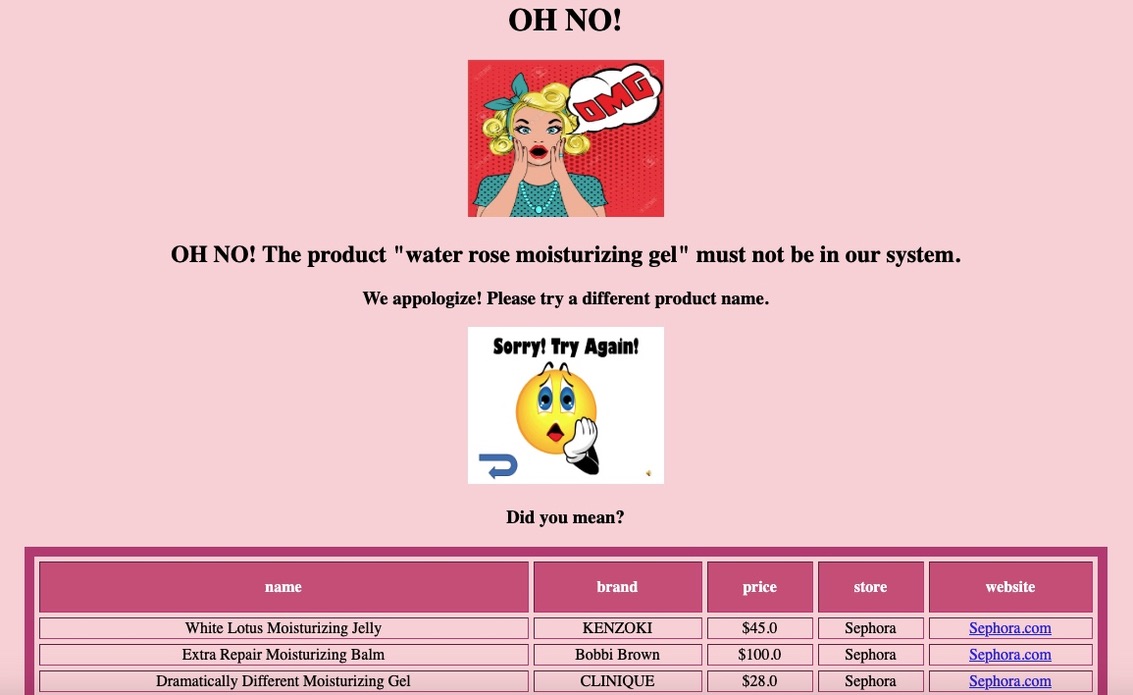 OH NO!
OMG
OH NO! The product "water rose moisturizing gel" must not be in our system.
We appologize! Please try a different product name.
Sorry! Try Again!
Did you mean?
name brand price store website
White Lotus Moisturizing Jelly KENZOKI $45.0 Sephora Sephora.com
Extra Repair Moisturizing Balm Bobbi Brown $100.0 Sephora Sephora.com
Dramatically Different Moisturizing Gel CLINIQUE $28.0 Sephora Sephora.com